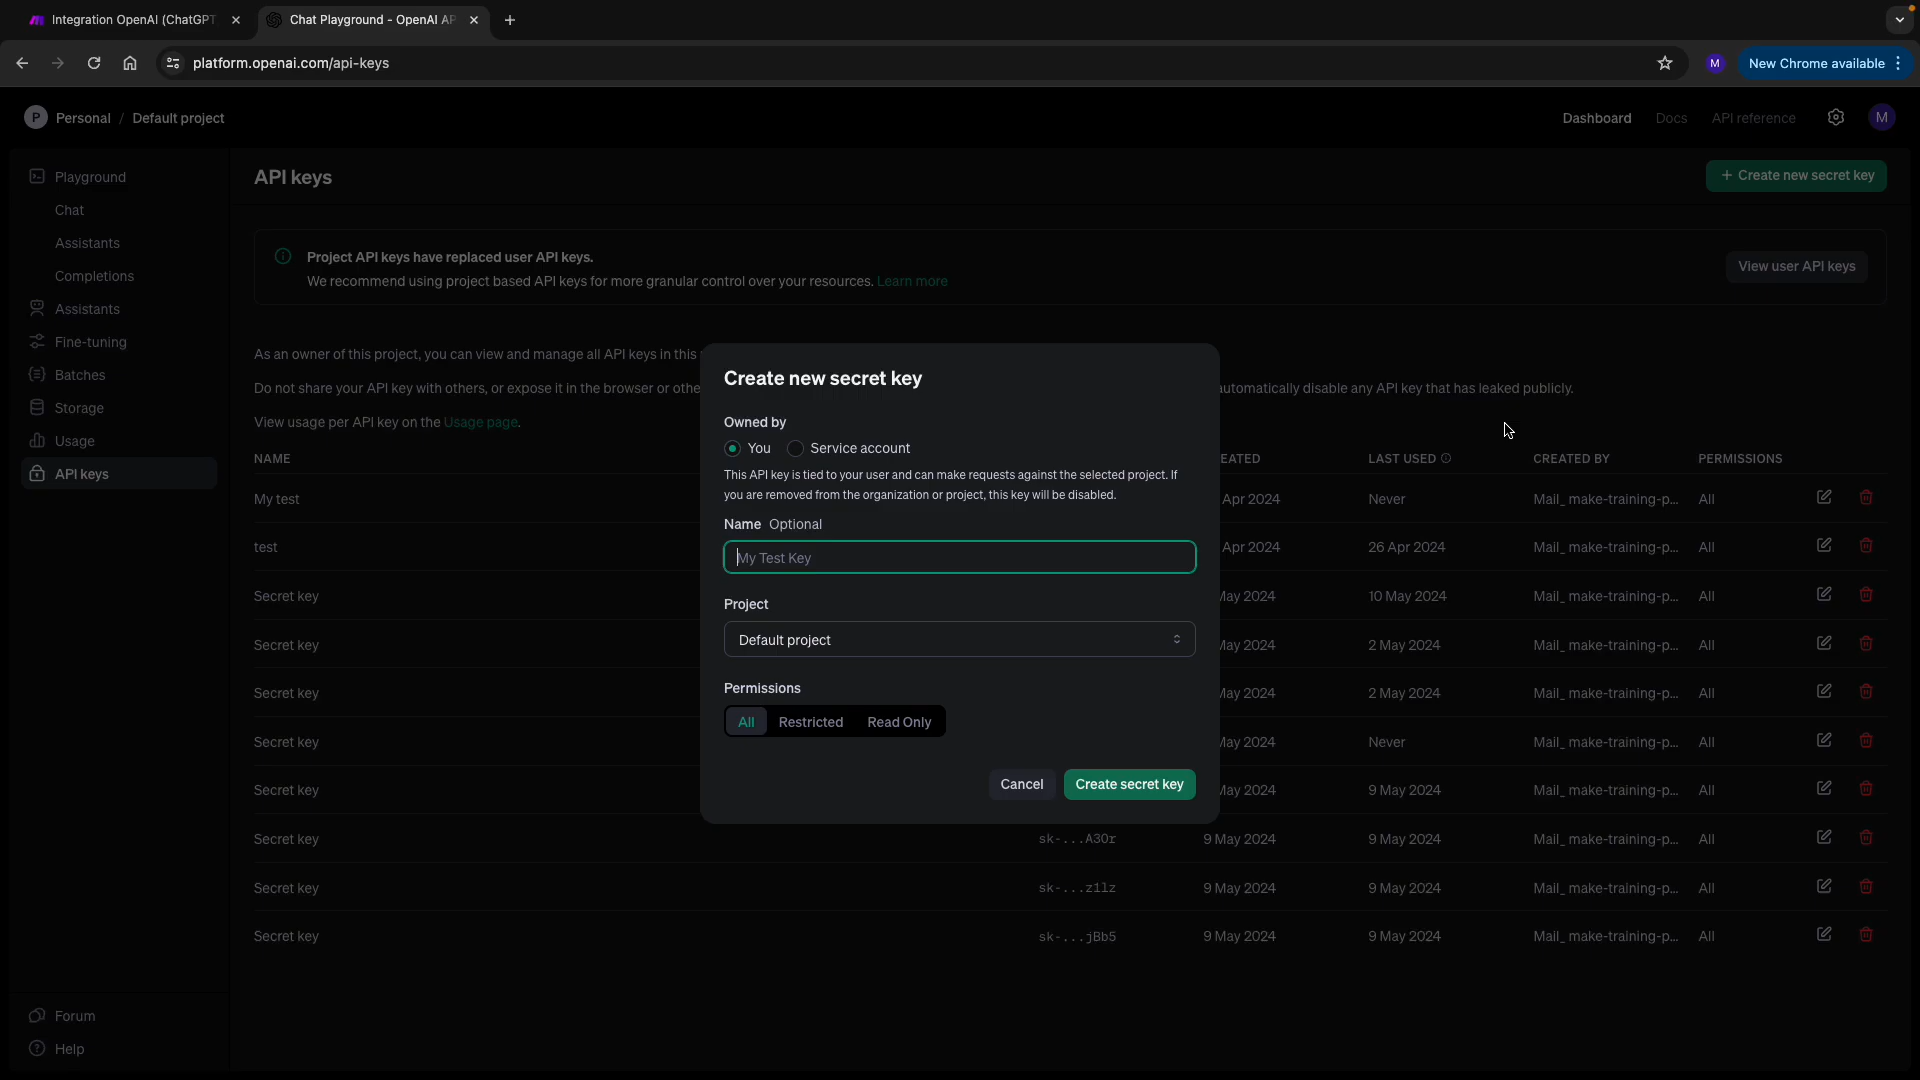 Integration OpenAI (ChatGPT
Chat Playground - OpenAI AP
platform.openai.com/api-keys
M
New Chrome available
P Personal / Default project
Dashboard
Docs
API reference
M
Playground
Chat
Assistants
Completions
Assistants
Fine-tuning
Batches
Storage
Usage
API keys
Forum
Help
API keys
+ Create new secret key
Project API keys have replaced user API keys.
We recommend using project based API keys for more granular control over your resources. Learn more
View user API keys
As an owner of this project, you can view and manage all API keys in this
Do not share your API key with others, or expose it in the browser or othe
automatically disable any API key that has leaked publicly.
View usage per API key on the Usage page.
NAME EATED LAST USED CREATED BY PERMISSIONS
My test Apr 2024 Never Mail_ make-training-p... All
test Apr 2024 26 Apr 2024 Mail_ make-training-p... All
Secret key May 2024 10 May 2024 Mail_ make-training-p... All
Secret key May 2024 2 May 2024 Mail_ make-training-p... All
Secret key May 2024 2 May 2024 Mail_ make-training-p... All
Secret key May 2024 Never Mail_ make-training-p... All
Secret key May 2024 9 May 2024 Mail_ make-training-p... All
Secret key sk-...A3Or 9 May 2024 9 May 2024 Mail_ make-training-p... All
Secret key sk-...z1lz 9 May 2024 9 May 2024 Mail_ make-training-p... All
Secret key sk-...jBb5 9 May 2024 9 May 2024 Mail_ make-training-p... All
Create new secret key
Owned by
You
Service account
This API key is tied to your user and can make requests against the selected project. If
you are removed from the organization or project, this key will be disabled.
Name Optional
My Test Key
Project
Default project
Permissions
All Restricted Read Only
Cancel
Create secret key